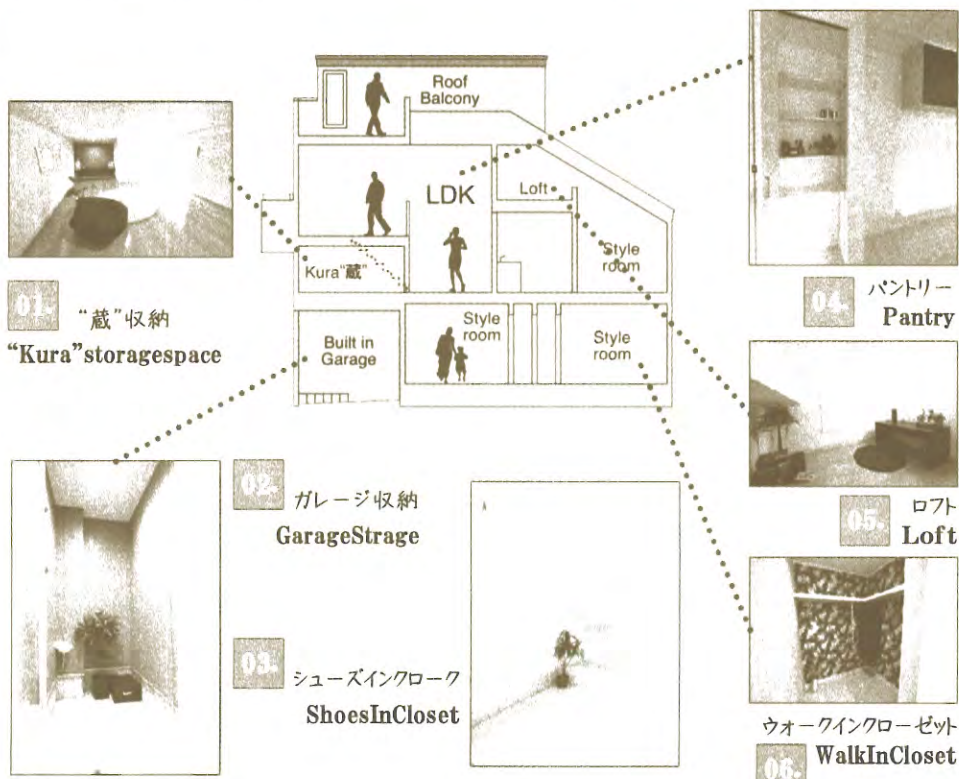 Roof
Balcony
LDK
Loft
Style
room
Kura“蔵”
Built in
Garage
Style
room
Style
room
01.
“蔵”収納
“Kura”storagespace
02.
ガレージ収納
GarageStrage
03.
シューズインクローク
ShoesInCloset
04.
パントリー
Pantry
05.
ロフト
Loft
06.
ウォークインクローゼット
WalkInCloset